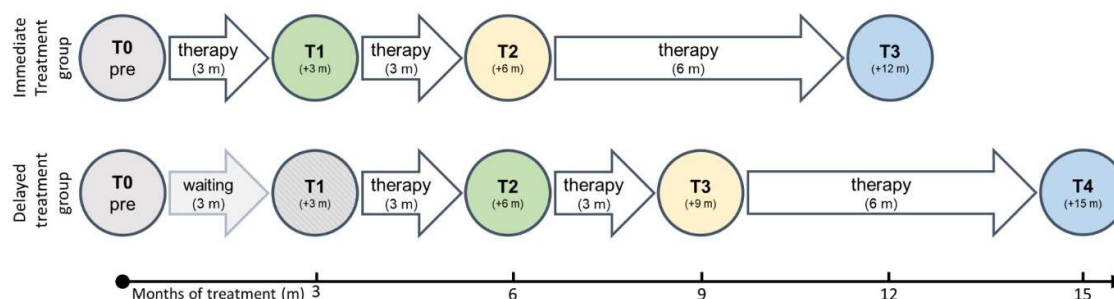 Immediate
Treatment
group
T0
pre
therapy
(3 m)
T1
(+3 m)
therapy
(3 m)
T2
(+6 m)
therapy
(6 m)
T3
(+12 m)
Delayed
treatment
group
T0
pre
waiting
(3 m)
T1
(+3 m)
therapy
(3 m)
T2
(+6 m)
therapy
(3 m)
T3
(+9 m)
therapy
(6 m)
T4
(+15 m)
Months of treatment (m) 3 6 9 12 15